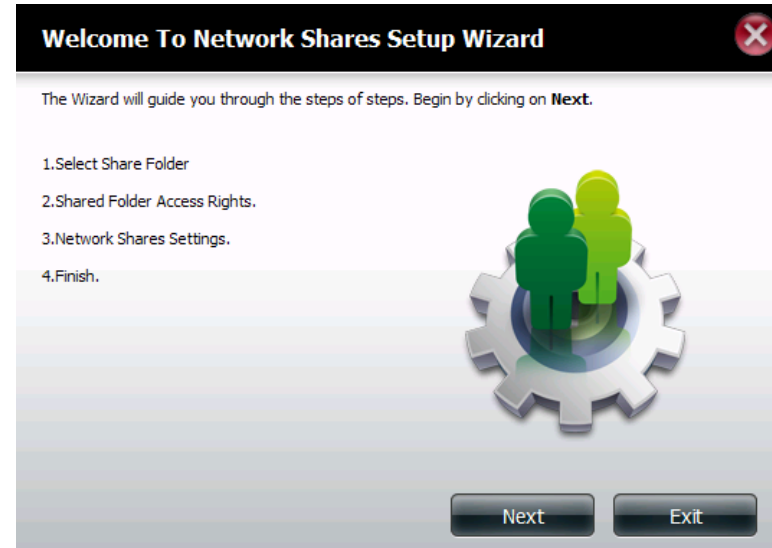 Welcome To Network Shares Setup Wizard
The Wizard will guide you through the steps of steps. Begin by clicking on Next.
1.Select Share Folder
2.Shared Folder Access Rights.
3.Network Shares Settings.
4.Finish.
Next
Exit